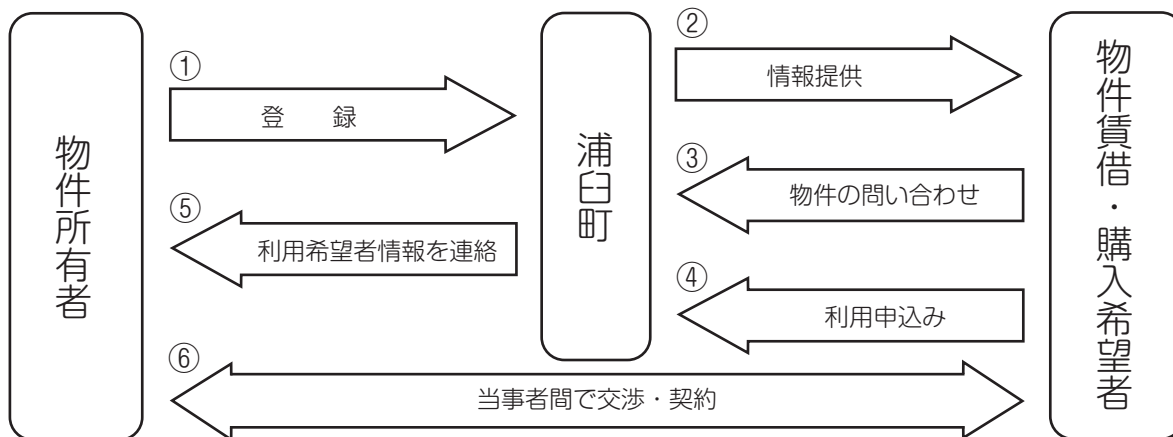 物件所有者
浦臼町
物件賃借・購入希望者
①
登　録
②
情報提供
③
物件の問い合わせ
④
利用申込み
⑤
利用希望者情報を連絡
⑥
当事者間で交渉・契約